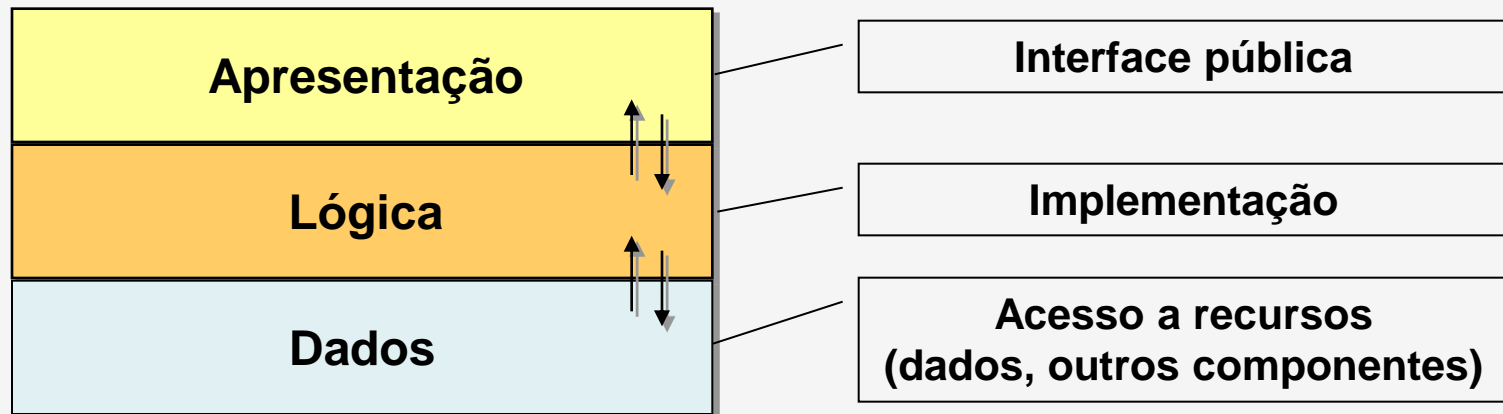 Apresentação
Interface pública
Lógica
Implementação
Dados
Acesso a recursos
(dados, outros componentes)